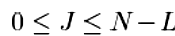 0 ≤ J ≤ N − L